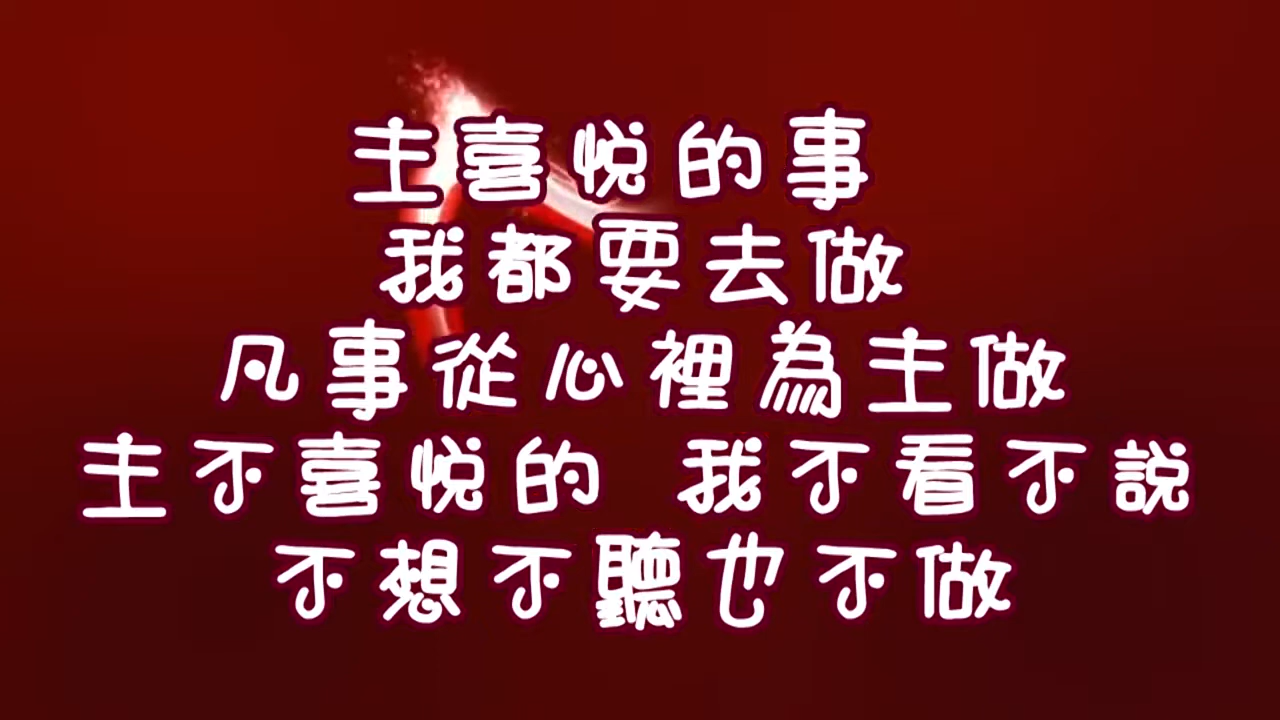 主喜悅的事
我都要去做
凡事從心裡為主做
主不喜悅的 我不看不說
不想不聽也不做